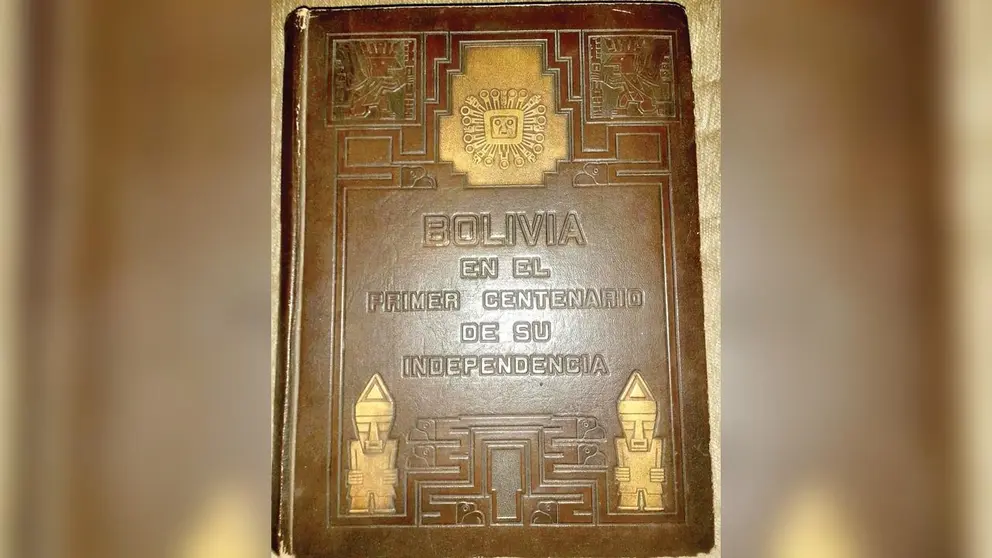 BOLIVIA
EN EL
PRIMER CENTENARIO
DE SU
INDEPENDENCIA